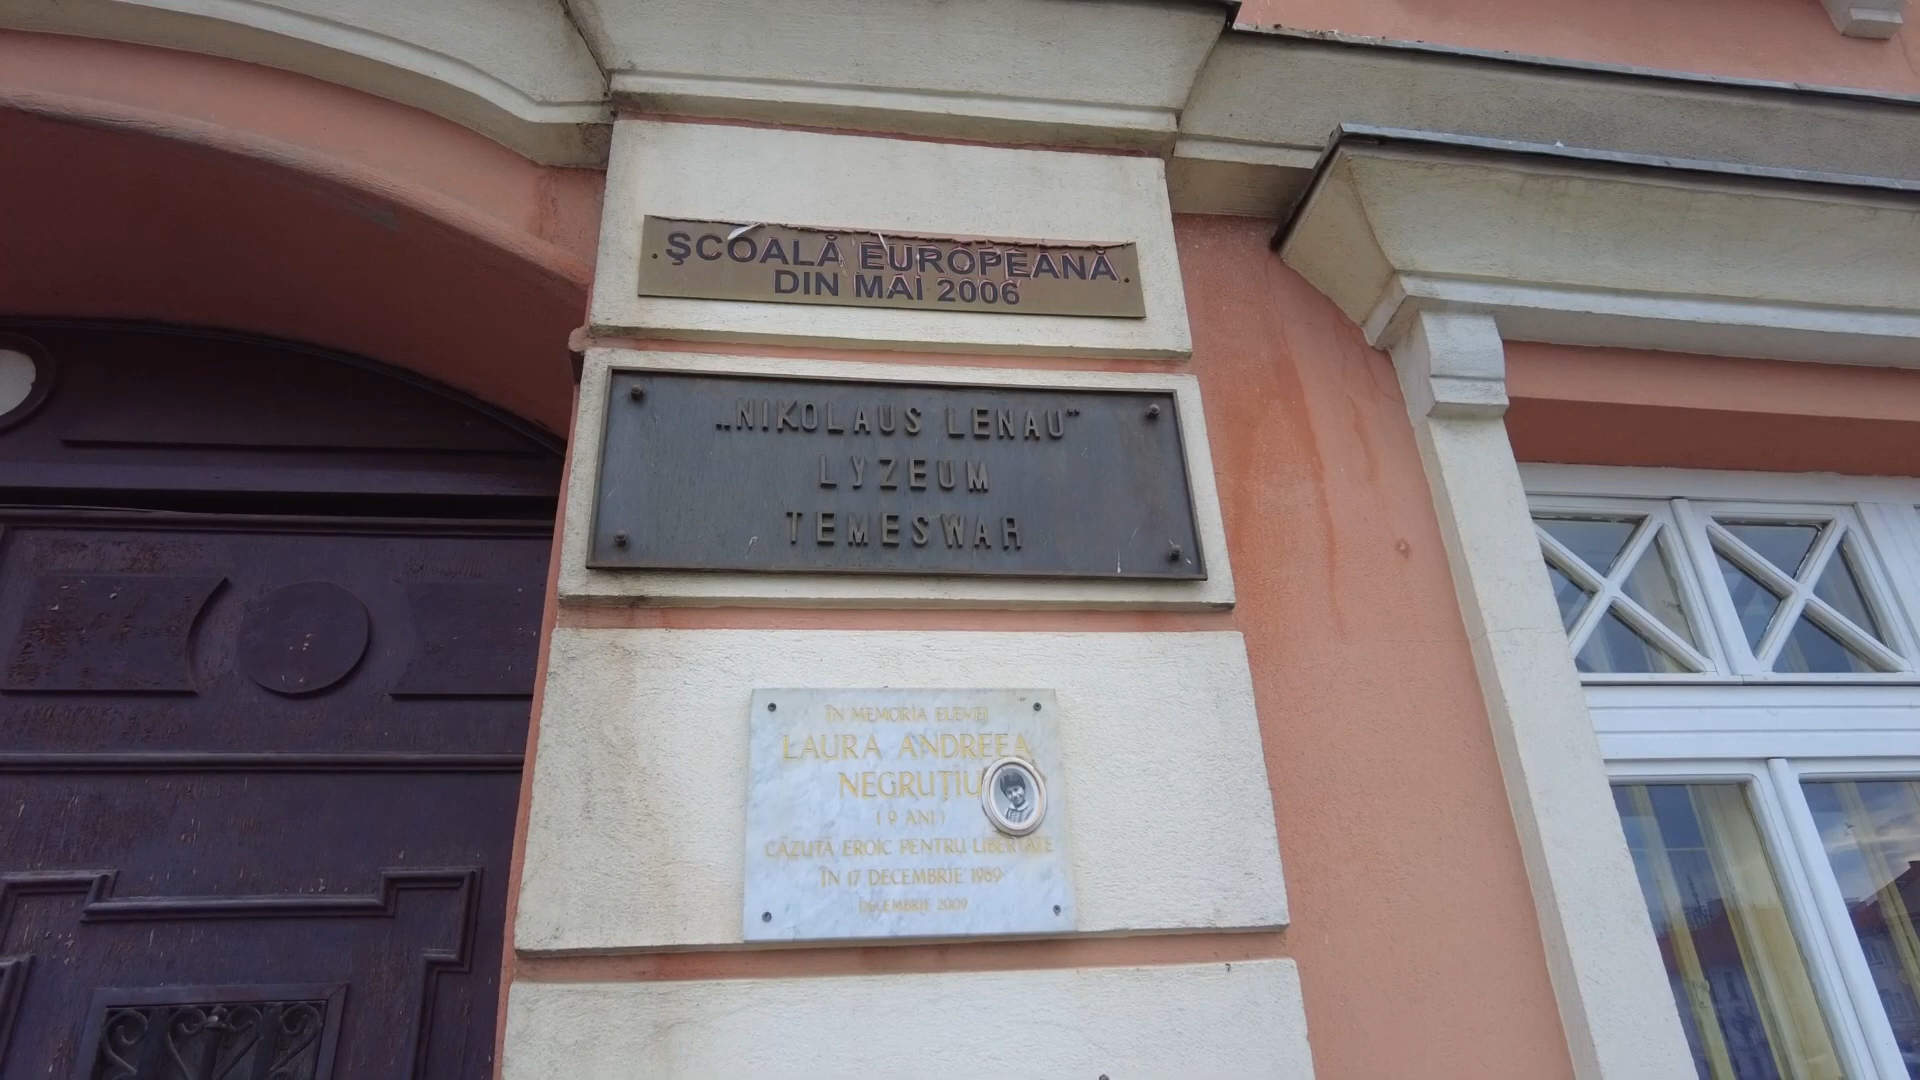 ŞCOALĂ EUROPEANĂ
DIN MAI 2006
„NIKOLAUS LENAU”
LYZEUM
TEMESWAR
ÎN MEMORIA ELEVEI
LAURA ANDREEA
NEGRUȚIU
(9 ANI)
CĂZUTĂ EROIC PENTRU LIBERTATE
ÎN 17 DECEMBRIE 1989
DECEMBRIE 2009